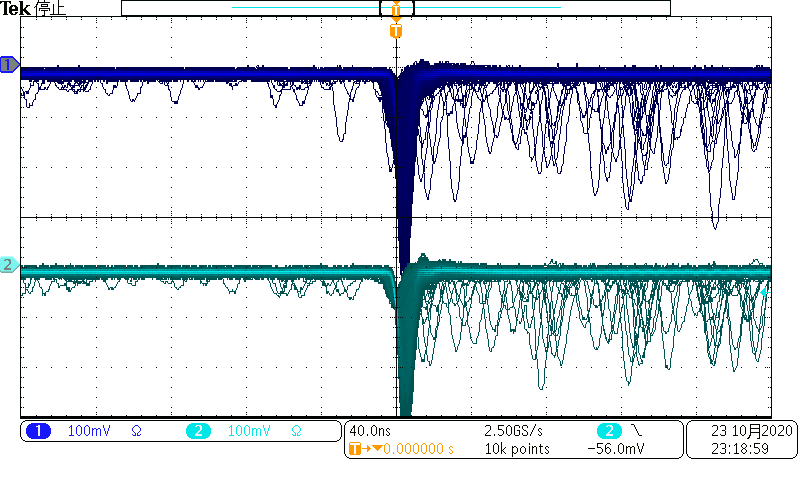 Tek 停止
T
T
1
2
1 100mV Ω 2 100mV Ω
40.0ns 2.50GS/s 2 \
T→▼0.000000 s 10k points −56.0mV
23 10月2020
23:18:59